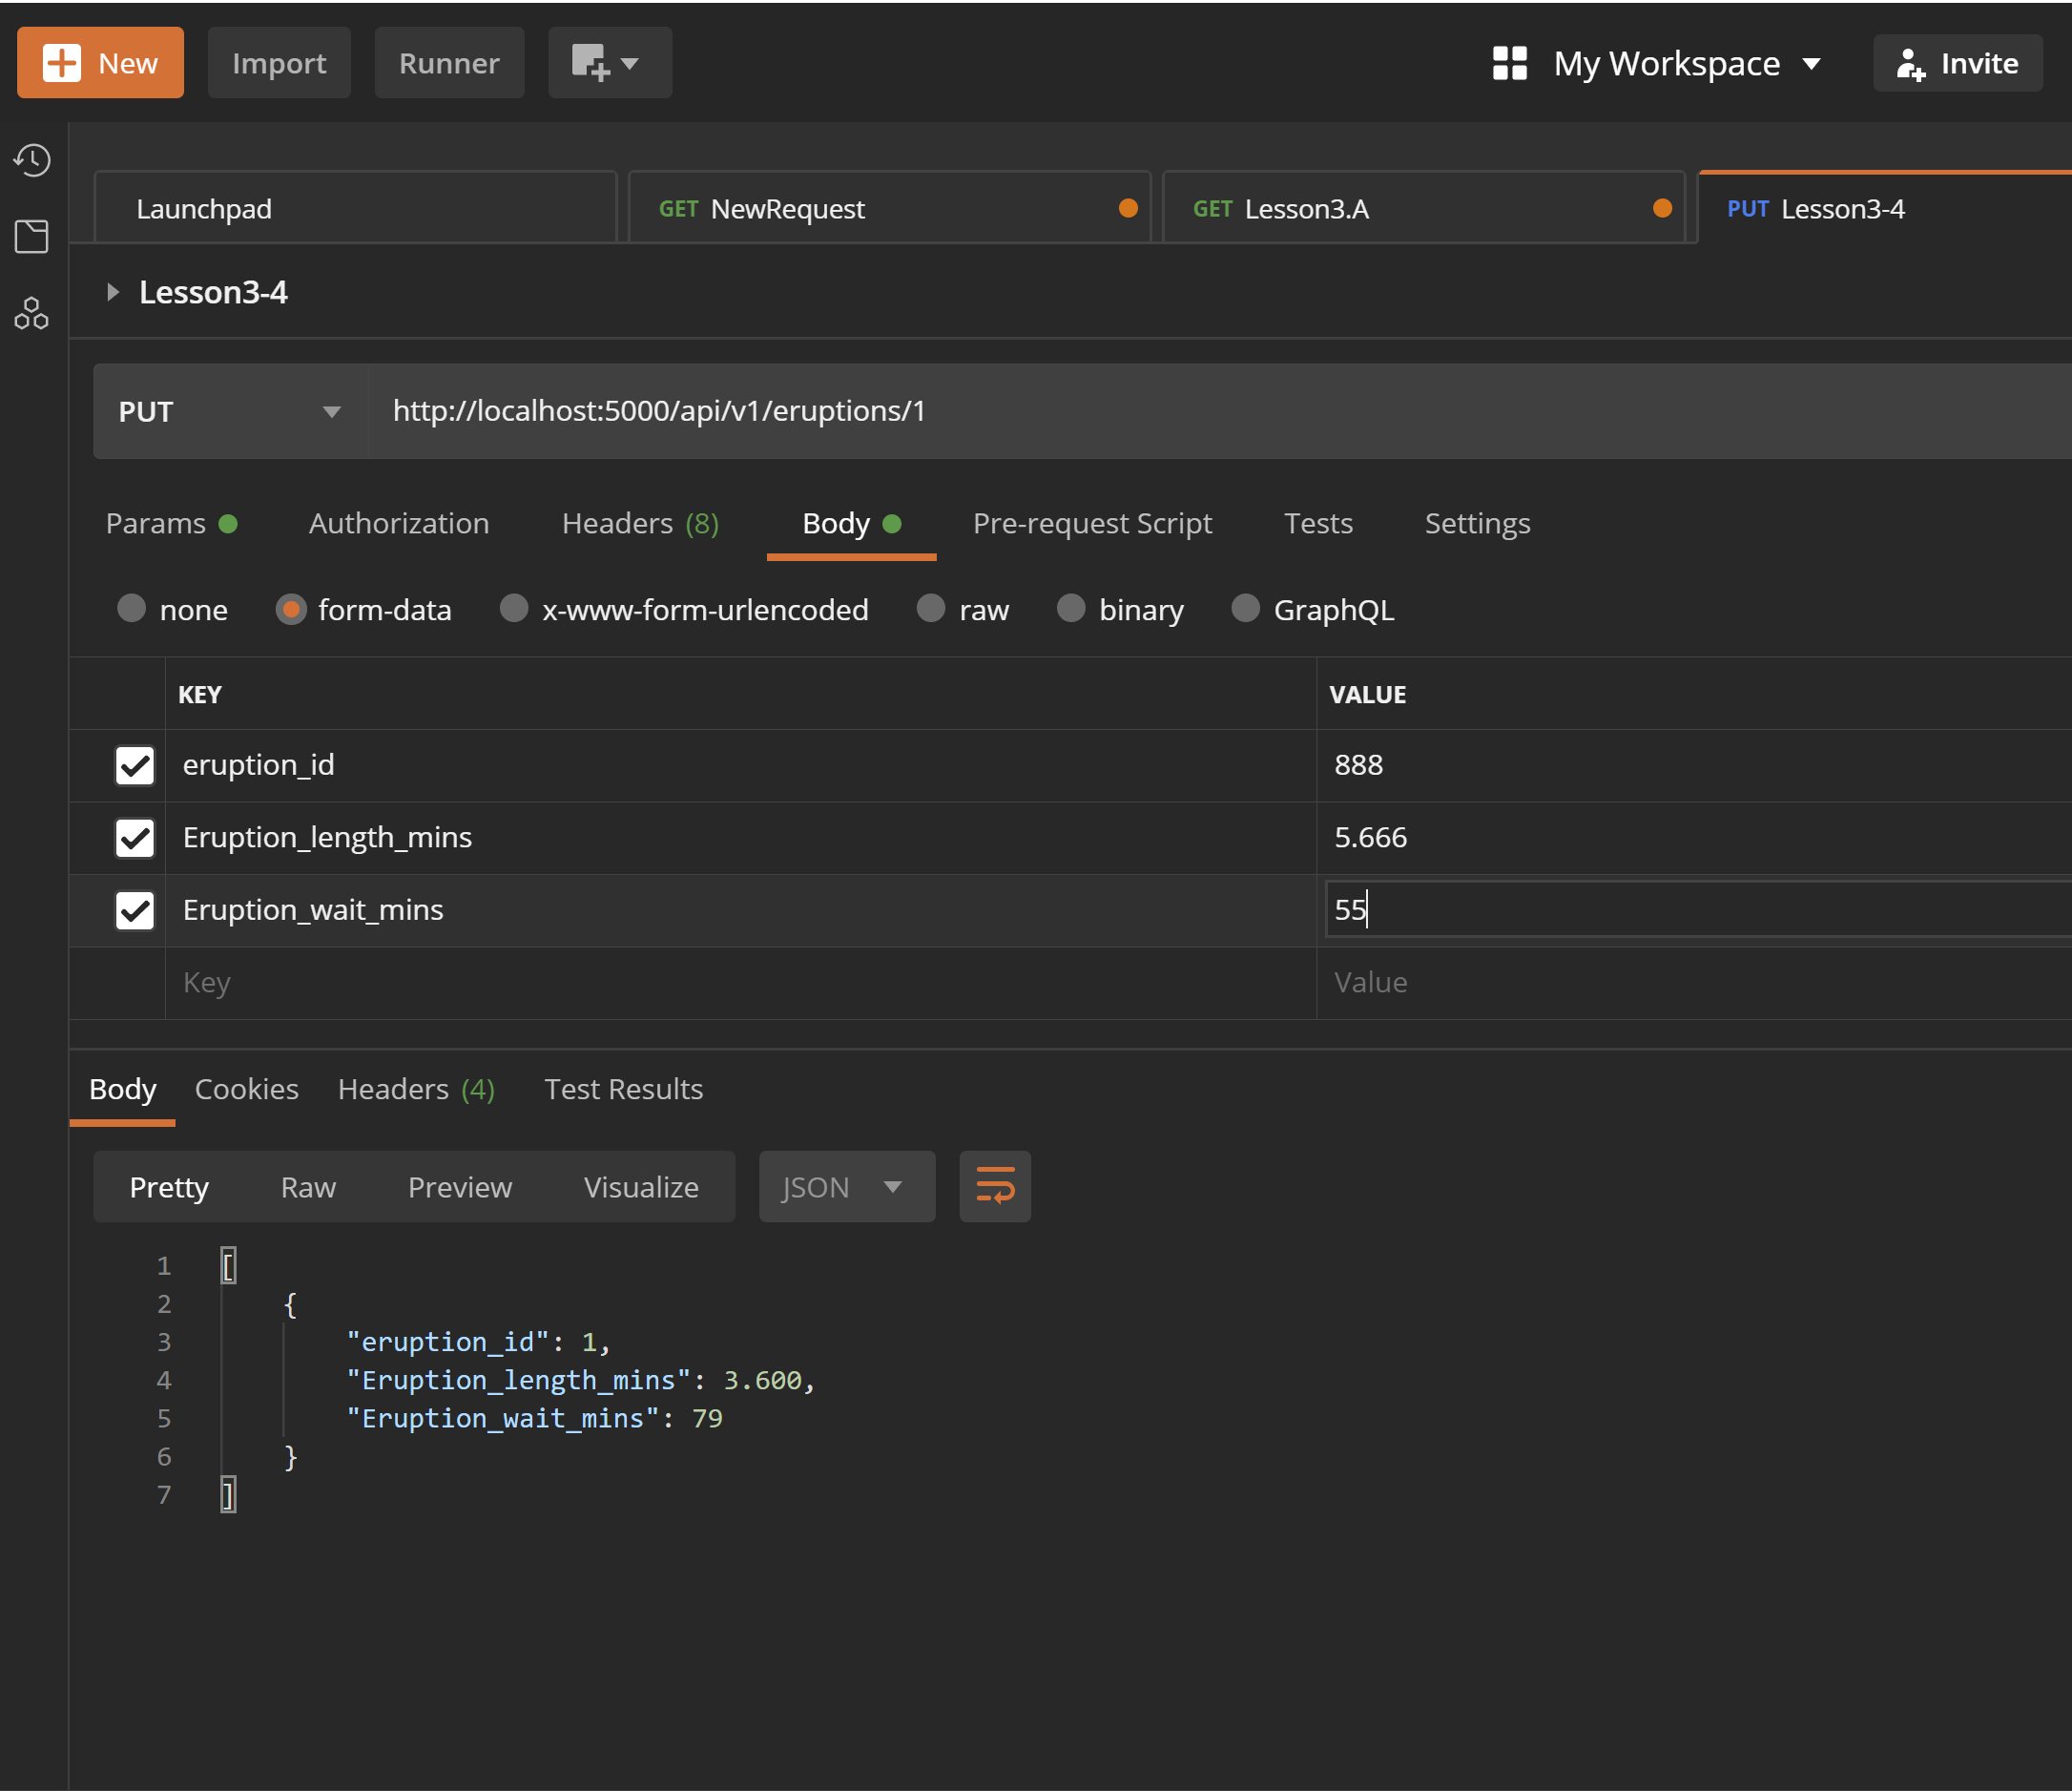 New Import Runner My Workspace Invite
Launchpad GET NewRequest GET Lesson3.A PUT Lesson3-4
Lesson3-4
PUT http://localhost:5000/api/v1/eruptions/1
Params Authorization Headers (8) Body Pre-request Script Tests Settings
none form-data x-www-form-urlencoded raw binary GraphQL
KEY VALUE
eruption_id 888
Eruption_length_mins 5.666
Eruption_wait_mins 55
Key Value
Body Cookies Headers (4) Test Results
Pretty Raw Preview Visualize JSON
1 [
2 {
3 "eruption_id": 1,
4 "Eruption_length_mins": 3.600,
5 "Eruption_wait_mins": 79
6 }
7 ]